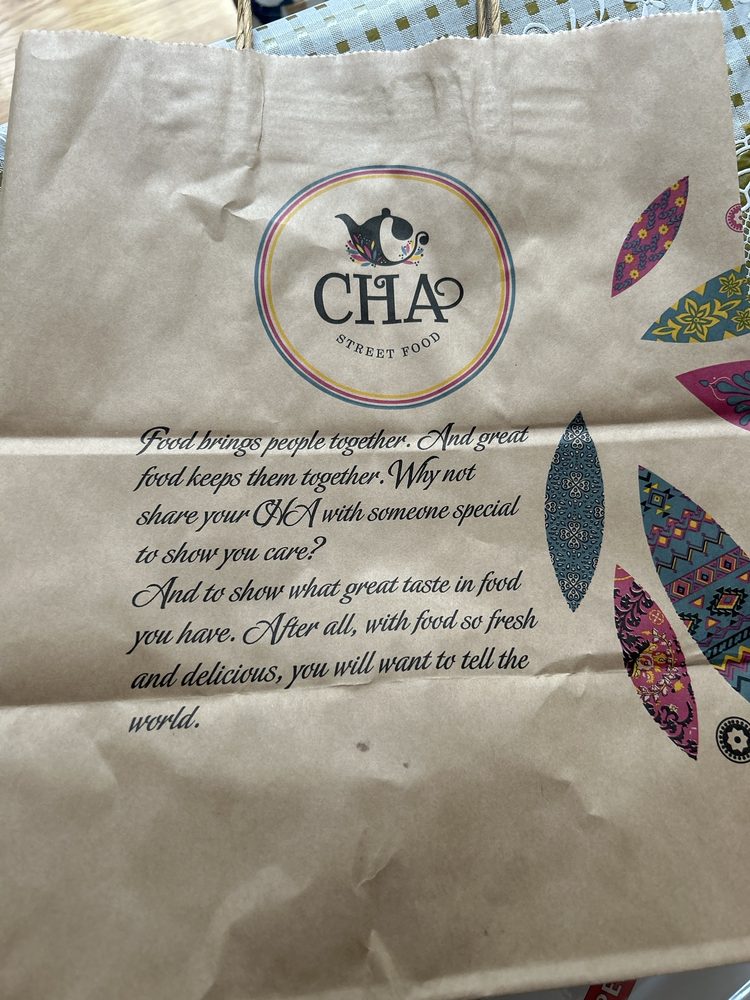 CHA
STREET FOOD
Food brings people together. And great
food keeps them together. Why not
share your CHA with someone special
to show you care?
And to show what great taste in food
you have. After all, with food so fresh
and delicious, you will want to tell the
world.